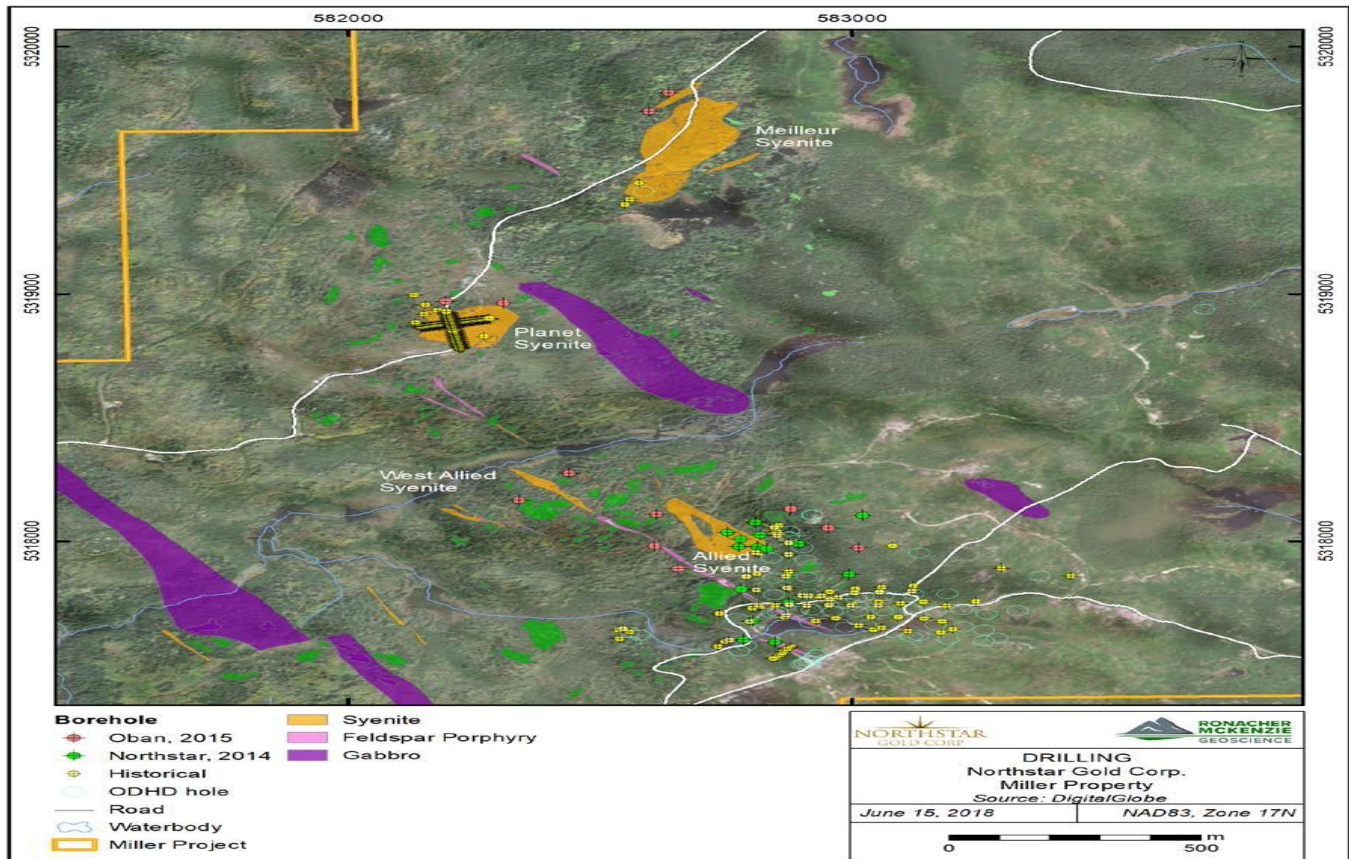 582000
583000
5320000
5320000
Meilleur
Syenite
5319000
5319000
Planet
Syenite
West Allied
Syenite
5318000
5318000
Allied
Syenite
Borehole
Oban, 2015
Northstar, 2014
Historical
ODHD hole
Road
Waterbody
Miller Project
Syenite
Feldspar Porphyry
Gabbro
NORTHSTAR
GOLD CORP
RONACHER
MCKENZIE
GEOSCIENCE
DRILLING
Northstar Gold Corp.
Miller Property
Source: DigitalGlobe
June 15, 2018
NAD83, Zone 17N
m
0
500